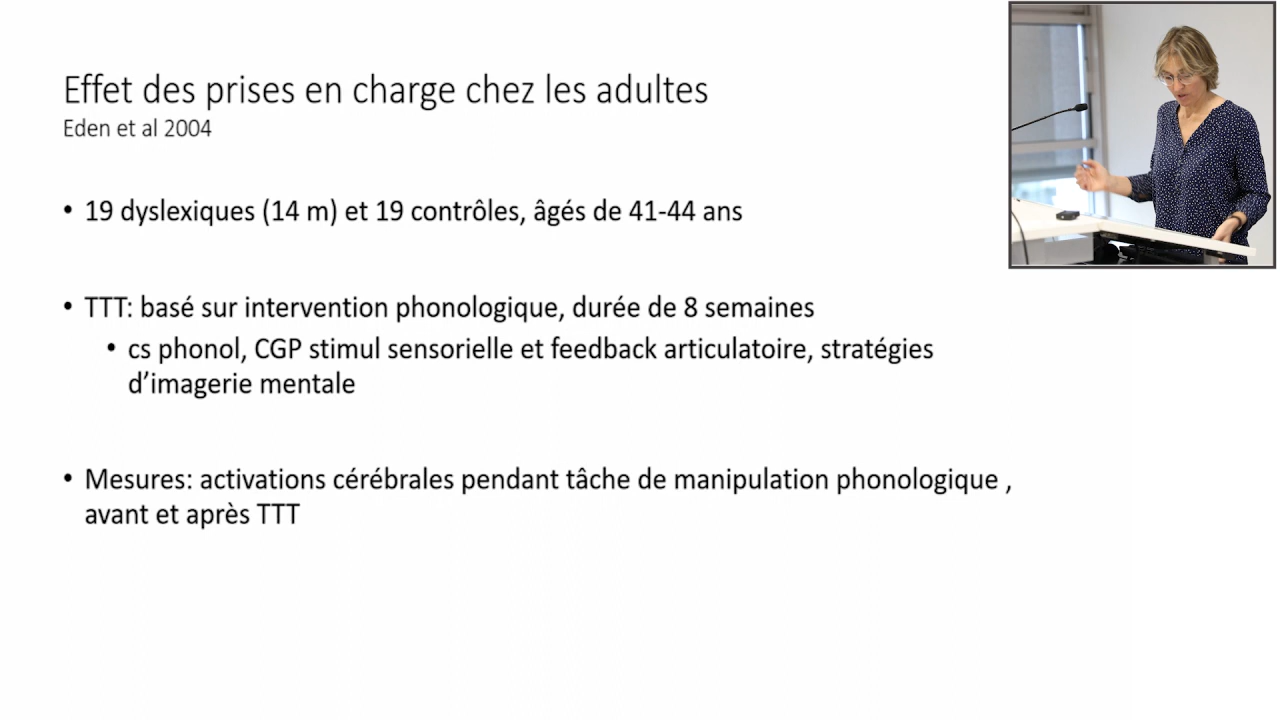 Effet des prises en charge chez les adultes
Eden et al 2004
• 19 dyslexiques (14 m) et 19 contrôles, âgés de 41-44 ans
• TTT: basé sur intervention phonologique, durée de 8 semaines
• cs phonol, CGP stimul sensorielle et feedback articulatoire, stratégies
d’imagerie mentale
• Mesures: activations cérébrales pendant tâche de manipulation phonologique ,
avant et après TTT